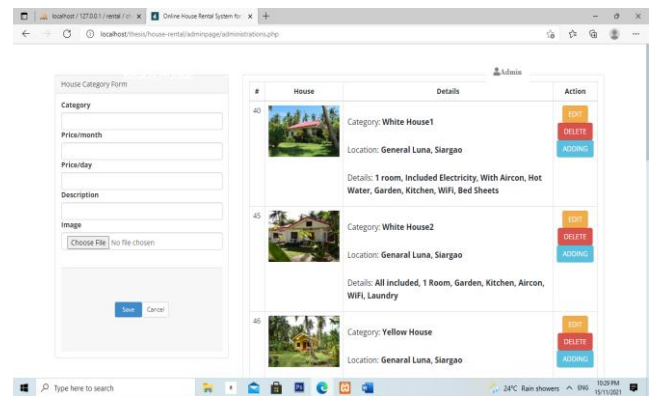 localhost / 127.0.0.1 / rental / ch
Online House Rental System for
localhost/thesis/house-rental/adminpage/administrations.php
Admin
House Category Form
Category
Price/month
Price/day
Description
Image
Choose File No file chosen
Save Cancel
# House Details Action
40
Category: White House1
Location: General Luna, Siargao
Details: 1 room, Included Electricity, With Aircon, Hot
Water, Garden, Kitchen, WiFi, Bed Sheets
EDIT
DELETE
ADDING
45
Category: White House2
Location: General Luna, Siargao
Details: All included, 1 Room, Garden, Kitchen, Aircon,
WiFi, Laundry
EDIT
DELETE
ADDING
46
Category: Yellow House
Location: Genaral Luna, Siargao
EDIT
DELETE
ADDING
Type here to search
24°C Rain showers ENG
10:29 PM
15/11/2021